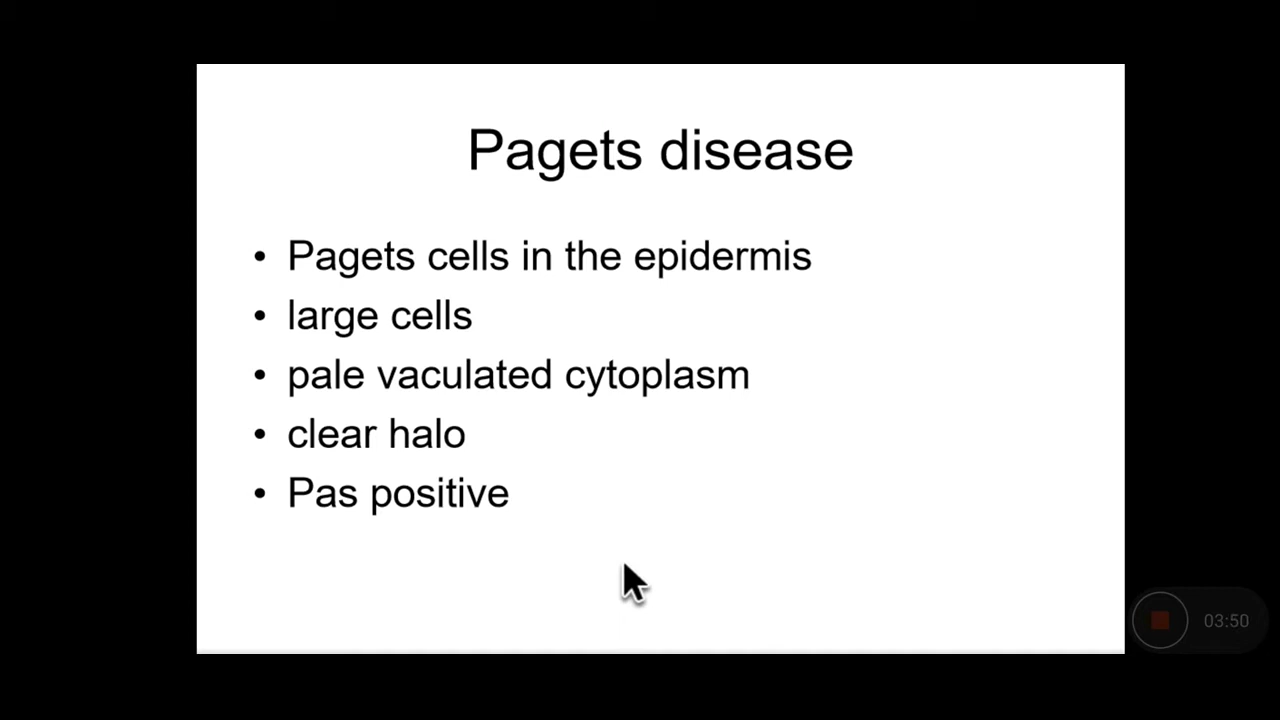 Pagets disease
• Pagets cells in the epidermis
• large cells
• pale vaculated cytoplasm
• clear halo
• Pas positive
03:50